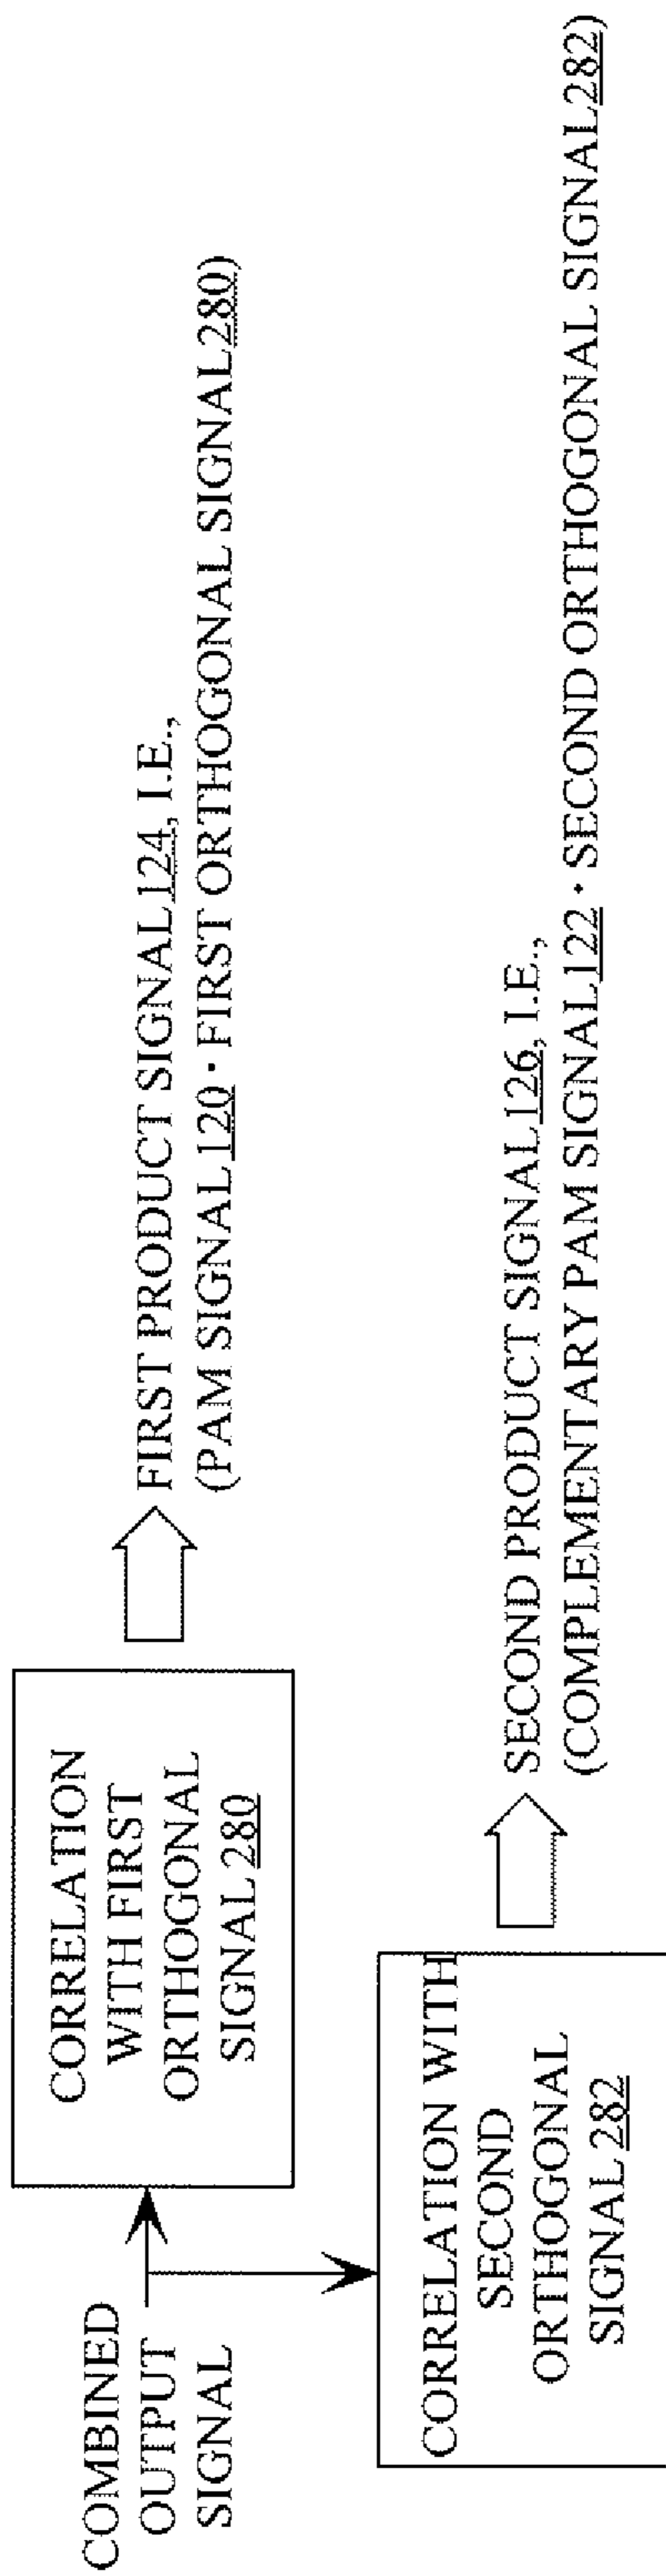 COMBINED
OUTPUT
SIGNAL
CORRELATION
WITH FIRST
ORTHOGONAL
SIGNAL 280
FIRST PRODUCT SIGNAL 124, I.E.,
(PAM SIGNAL 120 · FIRST ORTHOGONAL SIGNAL 280)
CORRELATION WITH
SECOND
ORTHOGONAL
SIGNAL 282
SECOND PRODUCT SIGNAL 126, I.E.,
(COMPLEMENTARY PAM SIGNAL 122 · SECOND ORTHOGONAL SIGNAL 282)